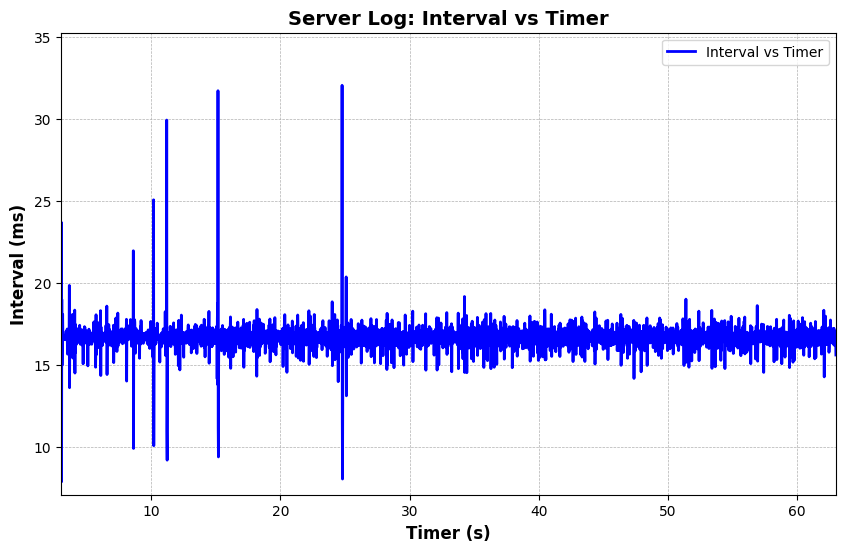 Server Log: Interval vs Timer
Interval vs Timer
35
30
25
20
15
10
Interval (ms)
10 20 30 40 50 60
Timer (s)